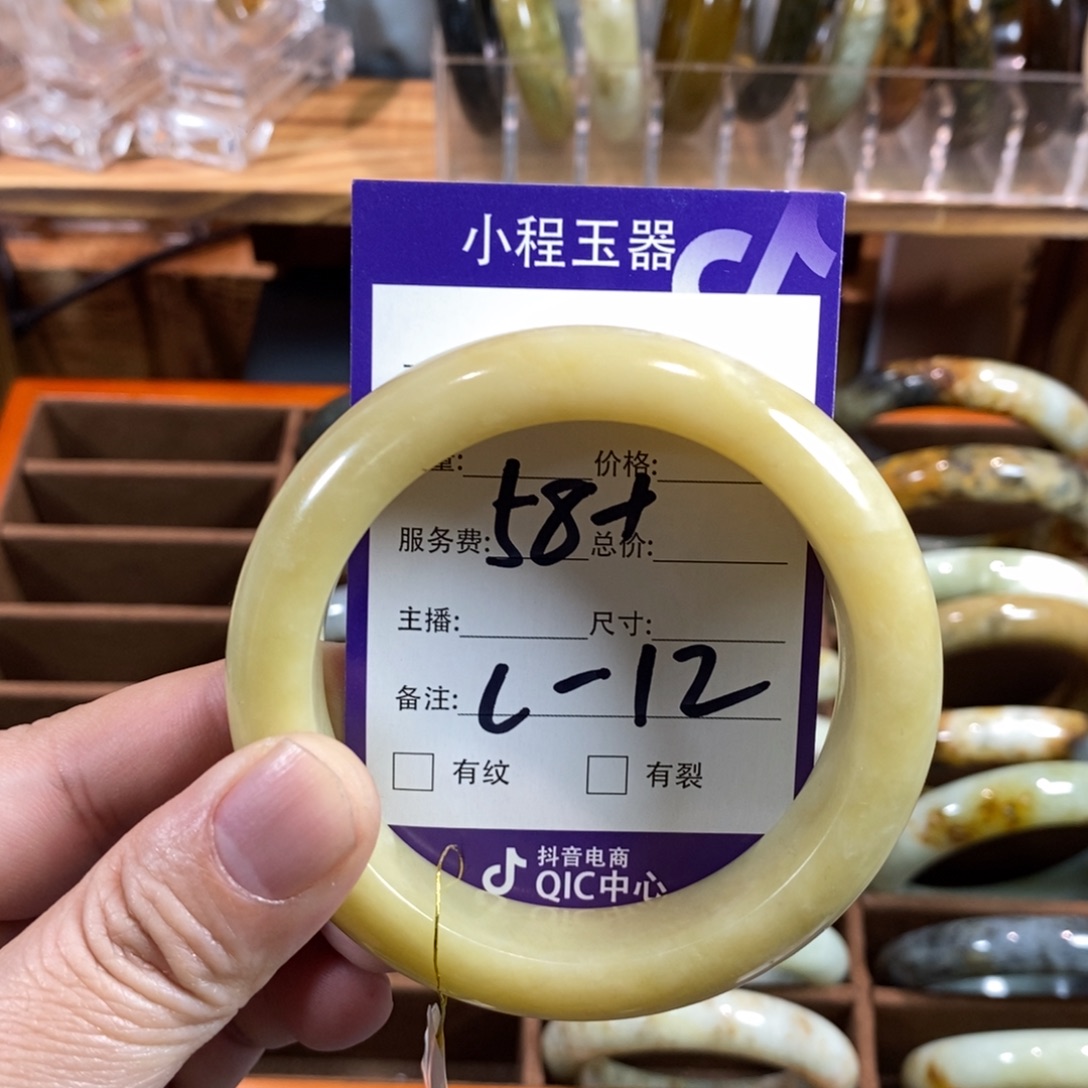 小程玉器
量: 价格:
58+
服务费: 总价:
主播: 尺寸:
L-12
备注:
有纹 有裂
抖音电商
QIC中心